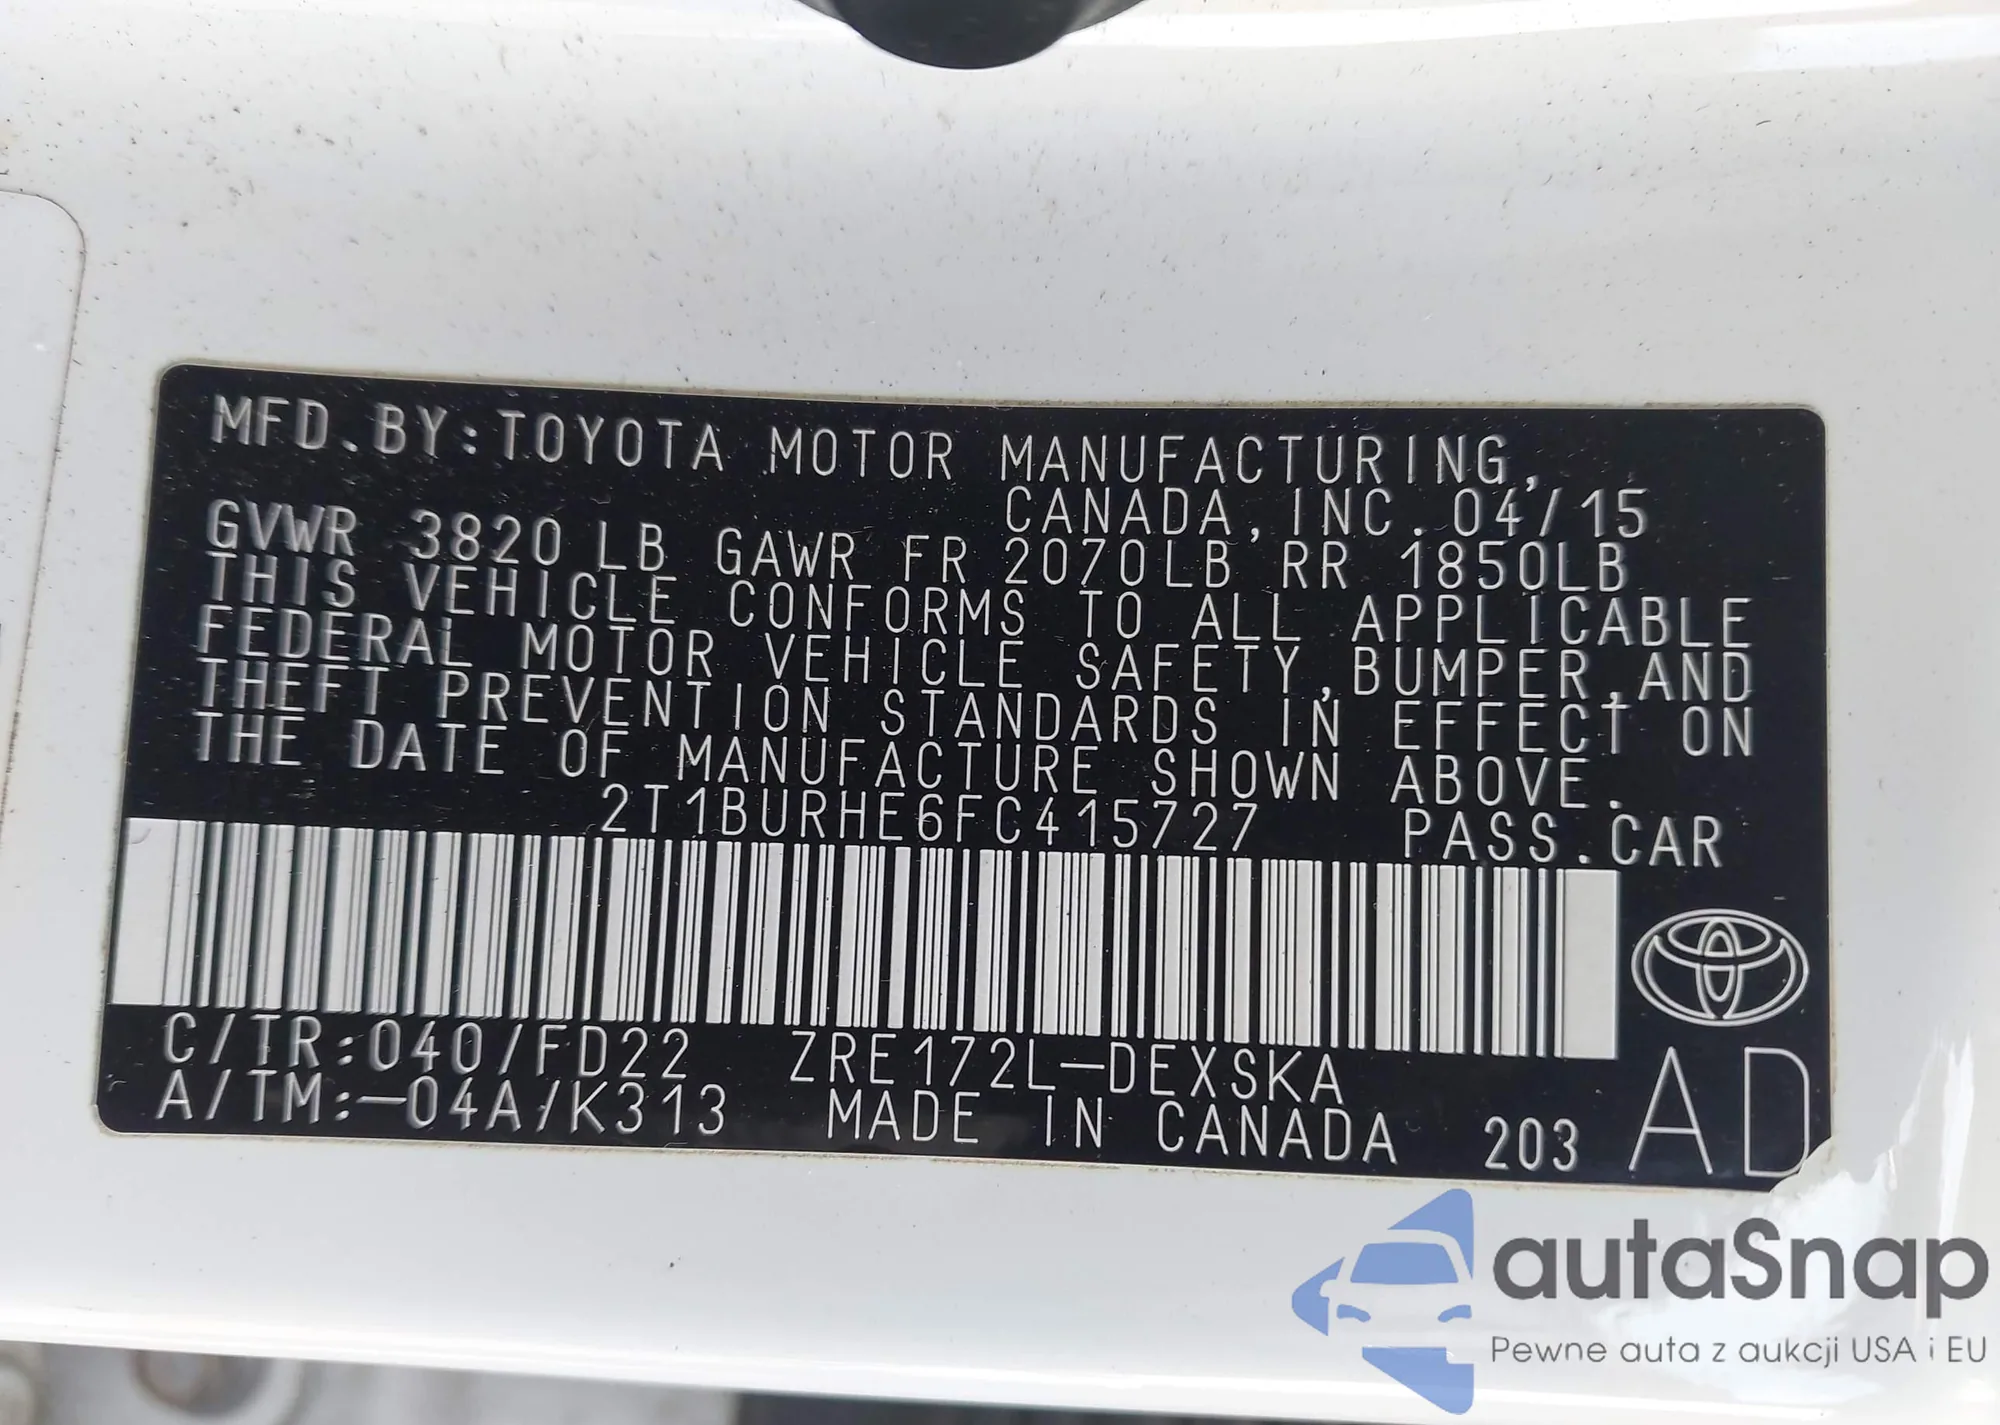 MFD.BY:TOYOTA MOTOR MANUFACTURING,
CANADA,INC.04/15
GVWR 3820LB GAWR FR 2070LB RR 1850LB
THIS VEHICLE CONFORMS TO ALL APPLICABLE
FEDERAL MOTOR VEHICLE SAFETY,BUMPER,AND
THEFT PREVENTION STANDARDS IN EFFECT ON
THE DATE OF MANUFACTURE SHOWN ABOVE.
2T1BURHE6FC415727 PASS.CAR
C/TR:040/FD22 ZRE172L-DEXSKA
A/TM:-04A/K313 MADE IN CANADA 203 AD
autaSnap
Pewne auta z aukcji USA i EU